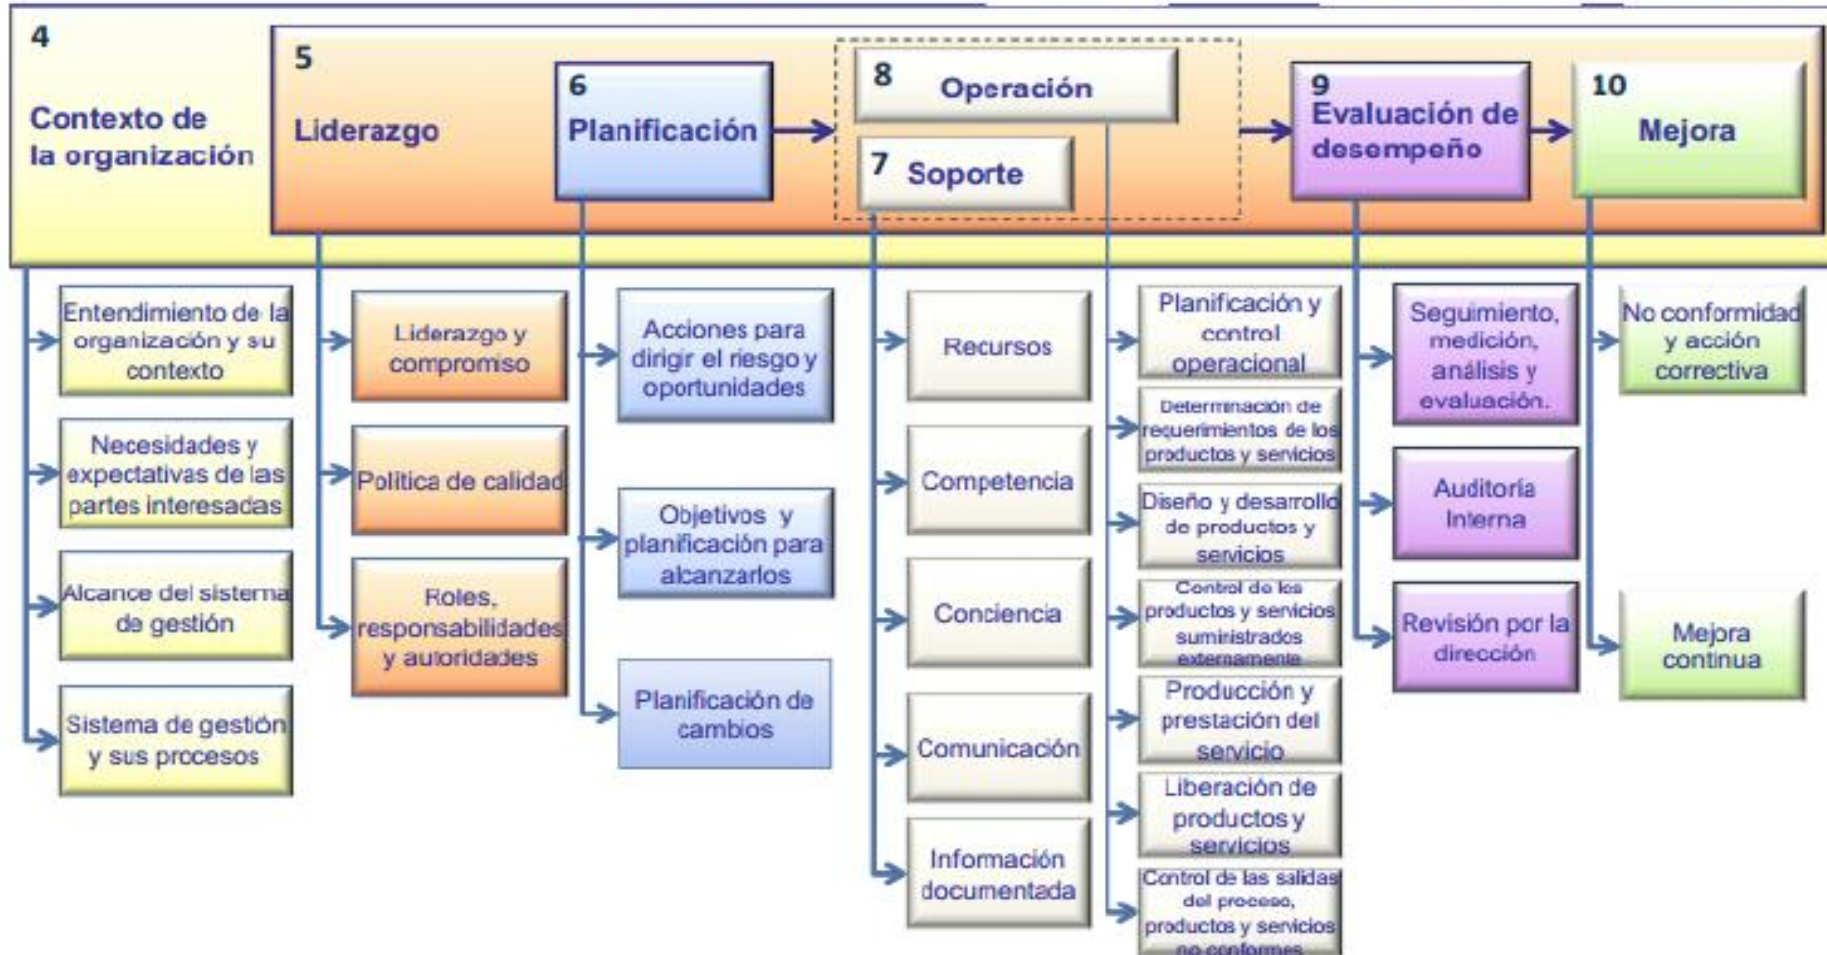 4
Contexto de
la organización
5
Liderazgo
6
Planificación
8
Operación
7
Soporte
9
Evaluación de
desempeño
10
Mejora
Entendimiento de la
organización y su
contexto
Necesidades y
expectativas de las
partes interesadas
Alcance del sistema
de gestión
Sistema de gestión
y sus procesos
Liderazgo y
compromiso
Política de calidad
Roles,
responsabilidades
y autoridades
Acciones para
dirigir el riesgo y
oportunidades
Objetivos y
planificación para
alcanzarlos
Planificación de
cambios
Recursos
Competencia
Conciencia
Comunicación
Información
documentada
Planificación y
control
operacional
Determinación de
requerimientos de los
productos y servicios
Diseño y desarrollo
de productos y
servicios
Control de los
productos y servicios
suministrados
externamente
Producción y
prestación del
servicio
Liberación de
productos y
servicios
Control de las salidas
del proceso,
productos y servicios
no conformes
Seguimiento,
medición,
análisis y
evaluación.
Auditoría
Interna
Revisión por la
dirección
No conformidad
y acción
correctiva
Mejora
continua